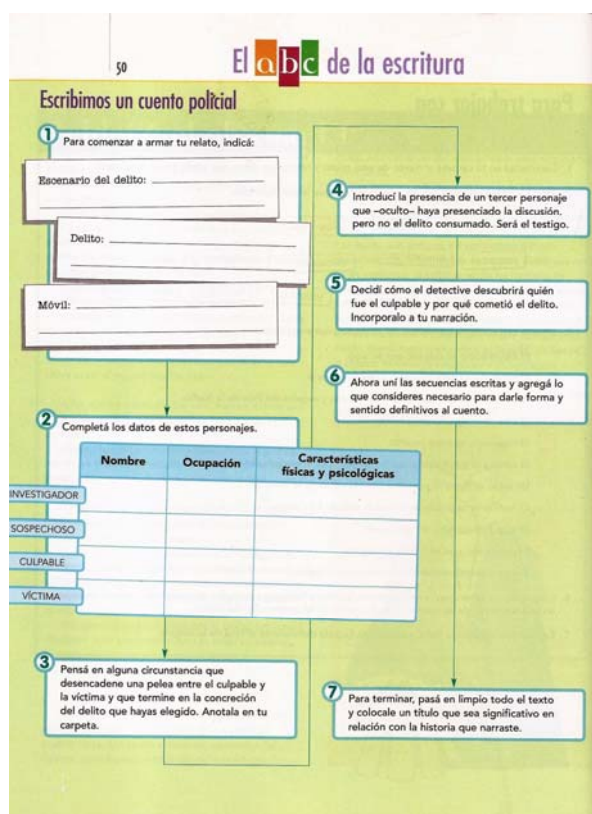 50
El abc de la escritura
Escribimos un cuento policial
1
Para comenzar a armar tu relato, indicá:
Escenario del delito:
Delito:
Móvil:
2
Completá los datos de estos personajes.
Nombre Ocupación Características
físicas y psicológicas
INVESTIGADOR
SOSPECHOSO
CULPABLE
VÍCTIMA
3
Pensá en alguna circunstancia que
desencadene una pelea entre el culpable y
la víctima y que termine en la concreción
del delito que hayas elegido. Anotala en tu
carpeta.
4
Introducí la presencia de un tercer personaje
que –oculto– haya presenciado la discusión,
pero no el delito consumado. Será el testigo.
5
Decidí cómo el detective descubrirá quién
fue el culpable y por qué cometió el delito.
Incorporalo a tu narración.
6
Ahora uní las secuencias escritas y agregá lo
que consideres necesario para darle forma y
sentido definitivos al cuento.
7
Para terminar, pasá en limpio todo el texto
y colocale un título que sea significativo en
relación con la historia que narraste.